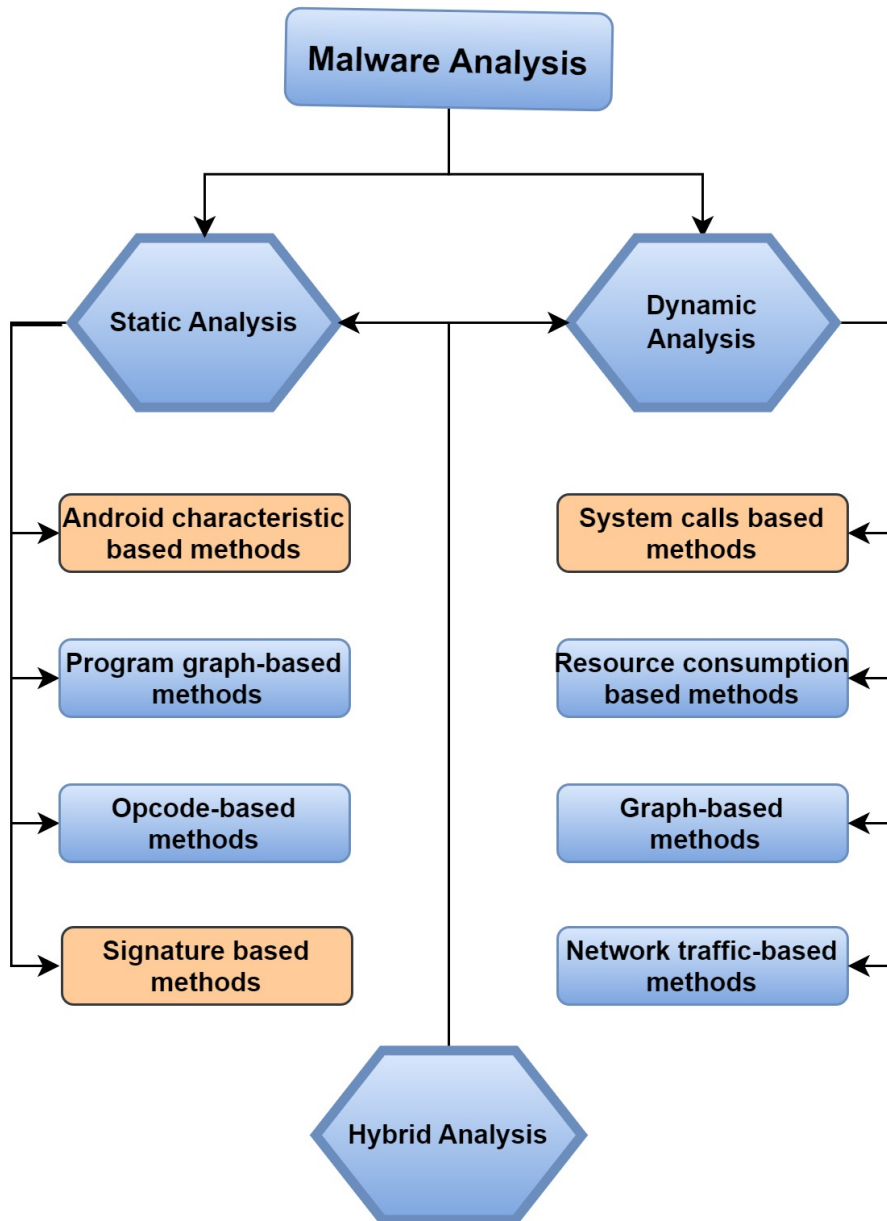 Malware Analysis
Static Analysis
Dynamic
Analysis
Android characteristic
based methods
System calls based
methods
Program graph-based
methods
Resource consumption
based methods
Opcode-based
methods
Graph-based
methods
Signature based
methods
Network traffic-based
methods
Hybrid Analysis